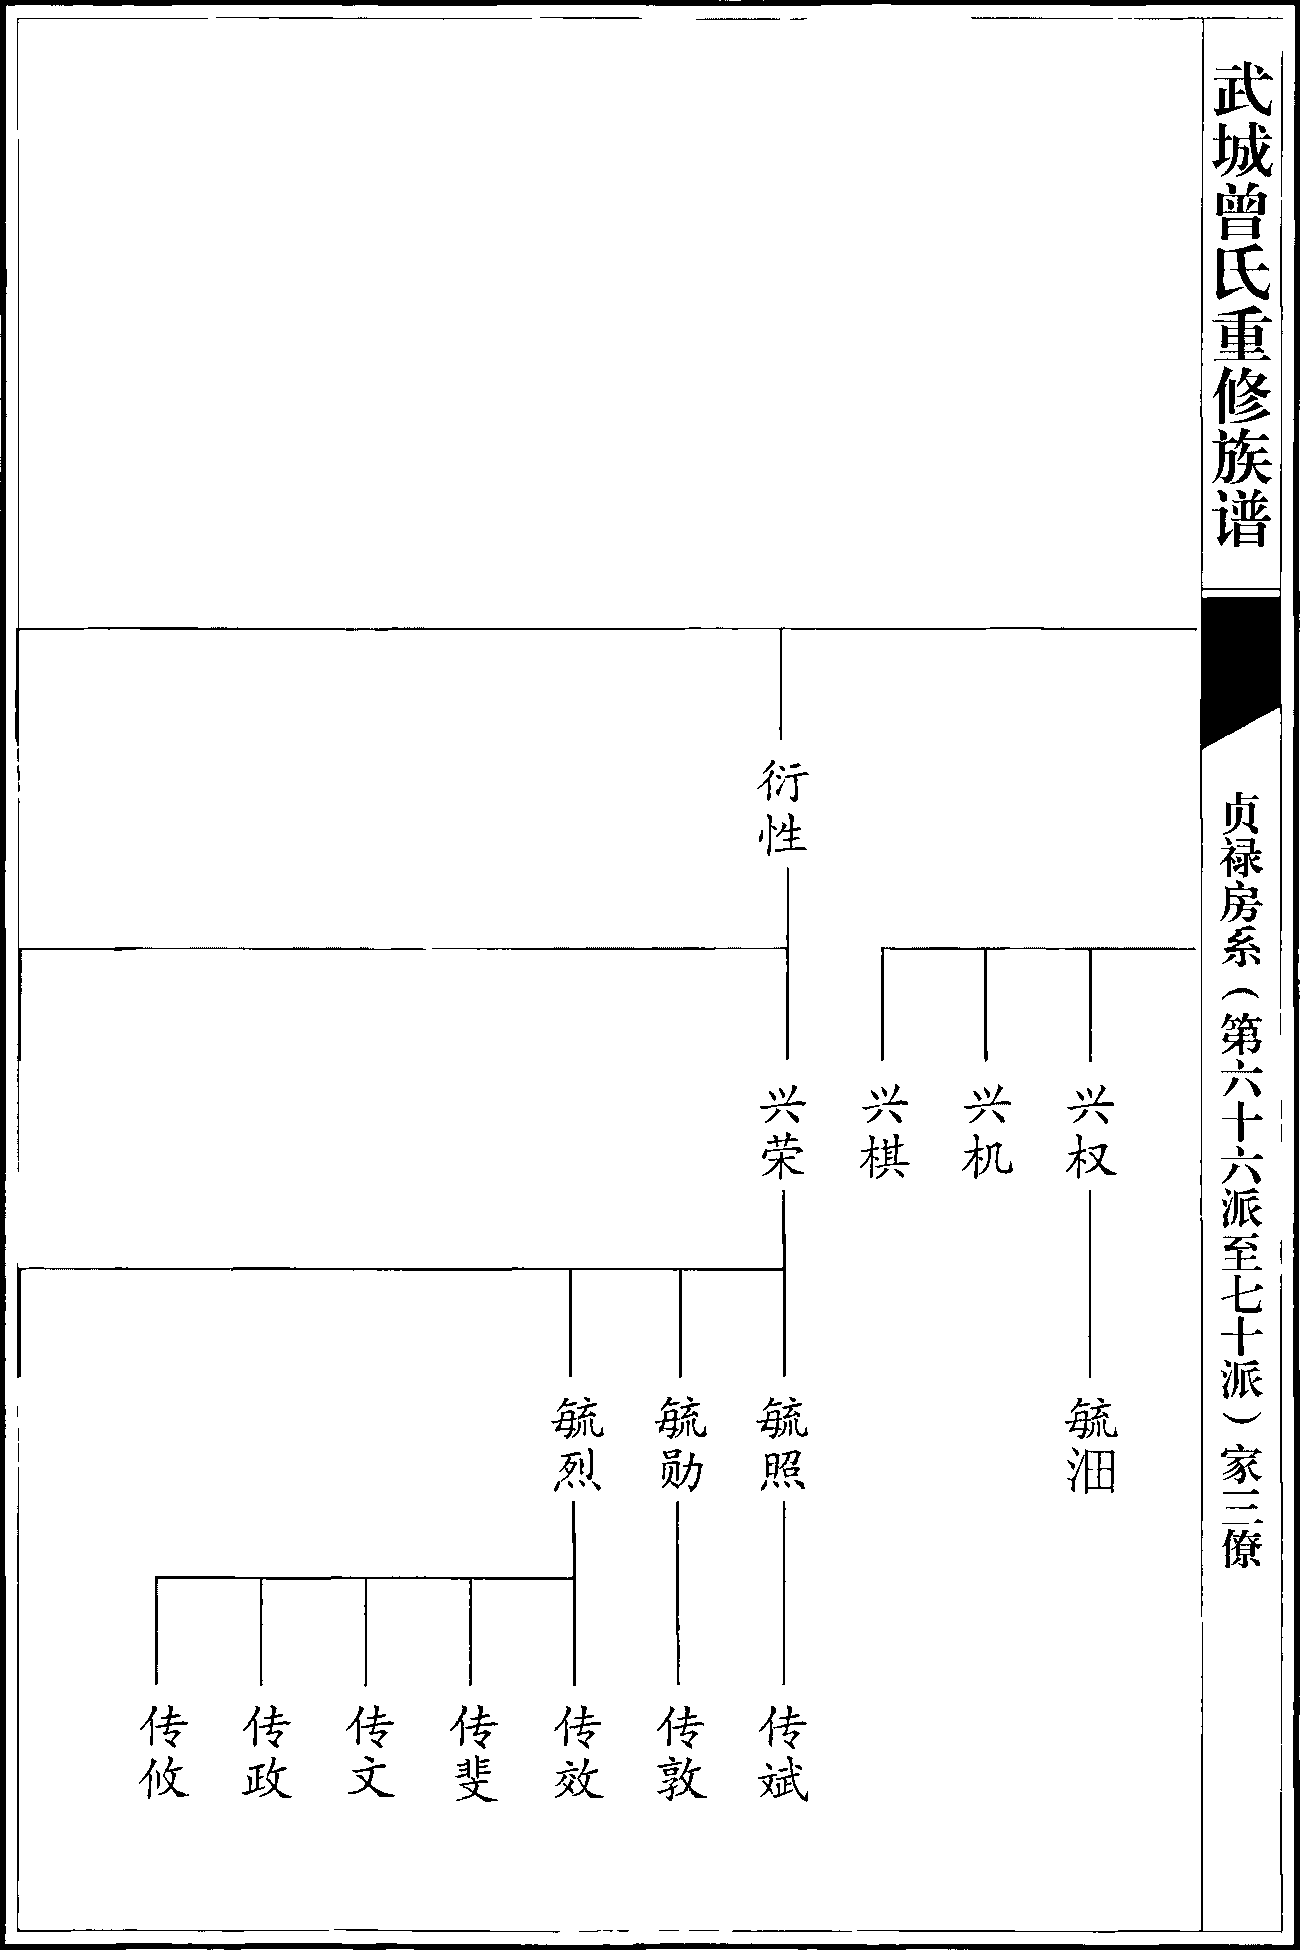 武城曾氏重修族谱
贞禄房系（第六十六派至七十派）家三僚
衍性
兴权
兴机
兴棋
兴荣
毓沺
毓照
毓勋
毓烈
传斌
传敦
传效
传斐
传文
传政
传攸